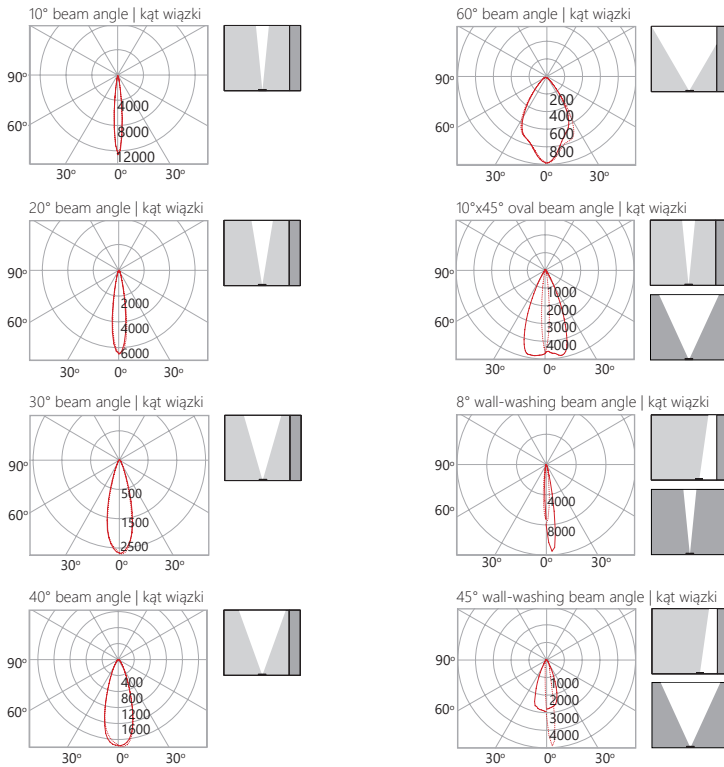 10° beam angle | kąt wiązki
90°
60°
4000
8000
12000
30° 0° 30°
20° beam angle | kąt wiązki
90°
60°
2000
4000
6000
30° 0° 30°
30° beam angle | kąt wiązki
90°
60°
500
1500
2500
30° 0° 30°
40° beam angle | kąt wiązki
90°
60°
400
800
1200
1600
30° 0° 30°
60° beam angle | kąt wiązki
90°
60°
200
400
600
800
30° 0° 30°
10°x45° oval beam angle | kąt wiązki
90°
60°
1000
2000
3000
4000
30° 0° 30°
8° wall-washing beam angle | kąt wiązki
90°
60°
4000
8000
30° 0° 30°
45° wall-washing beam angle | kąt wiązki
90°
60°
1000
2000
3000
4000
30° 0° 30°